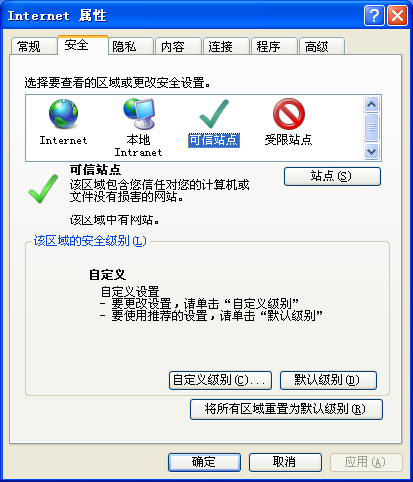 Internet 属性
常规 安全 隐私 内容 连接 程序 高级
选择要查看的区域或更改安全设置。
Internet 本地 Intranet 可信站点 受限站点
可信站点
该区域包含您信任对您的计算机或
文件没有损害的网站。
站点(S)
该区域中有网站。
该区域的安全级别(L)
自定义
自定义设置
- 要更改设置，请单击“自定义级别”
- 要使用推荐的设置，请单击“默认级别”
自定义级别(C)... 默认级别(D)
将所有区域重置为默认级别(R)
确定 取消 应用(A)